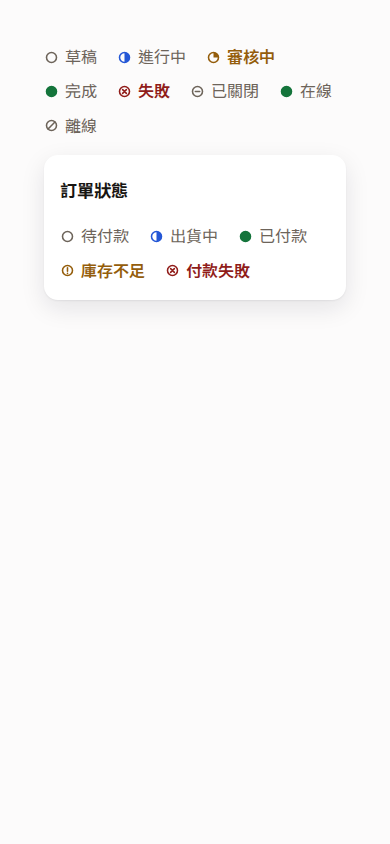 草稿 進行中 審核中
完成 失敗 已關閉 在線
離線
訂單狀態
待付款 出貨中 已付款
庫存不足 付款失敗